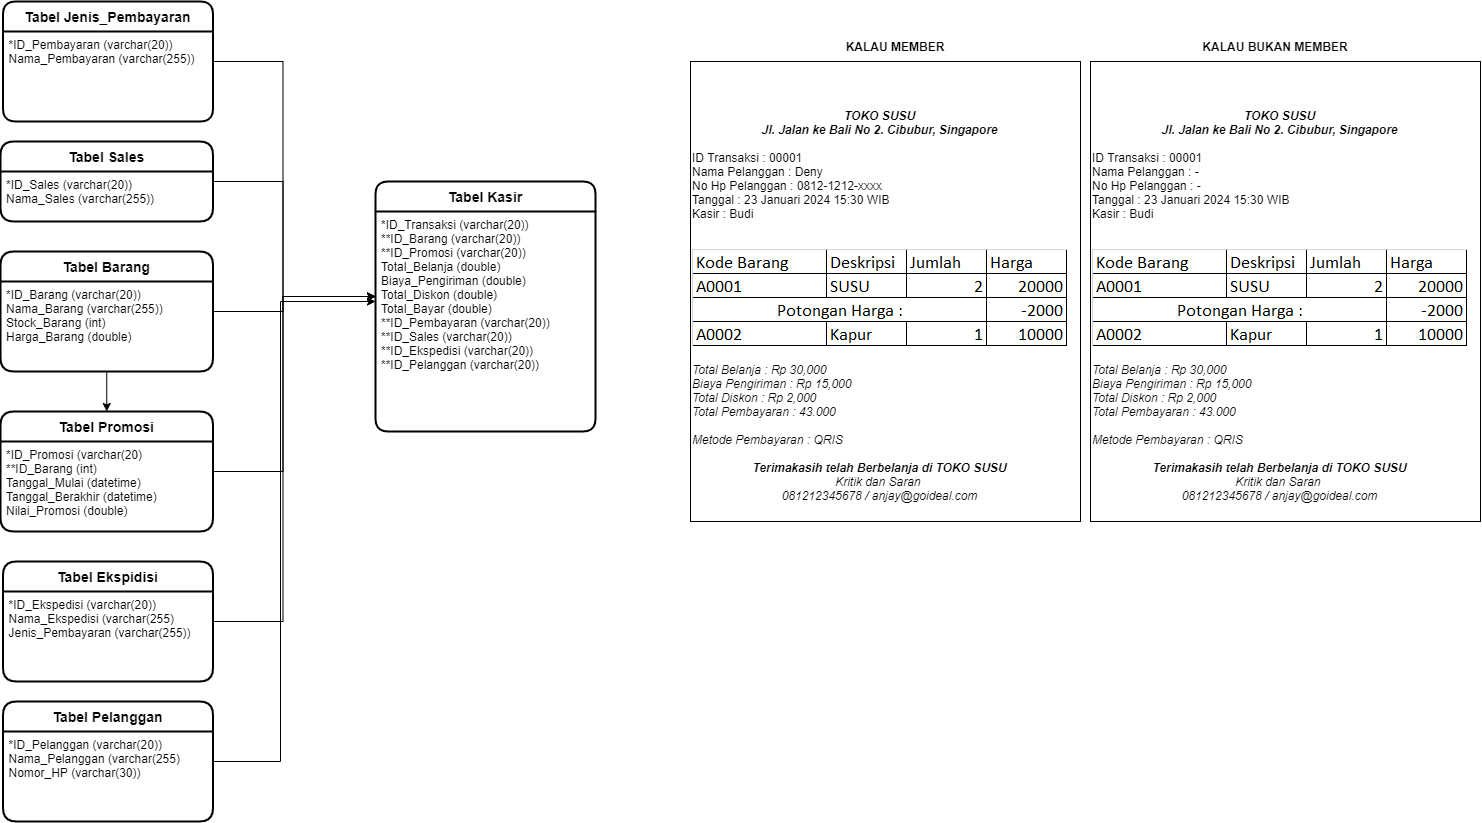 Tabel Jenis_Pembayaran
*ID_Pembayaran (varchar(20))
Nama_Pembayaran (varchar(255))
Tabel Sales
*ID_Sales (varchar(20))
Nama_Sales (varchar(255))
Tabel Barang
*ID_Barang (varchar(20))
Nama_Barang (varchar(255))
Stock_Barang (int)
Harga_Barang (double)
Tabel Promosi
*ID_Promosi (varchar(20)
**ID_Barang (int)
Tanggal_Mulai (datetime)
Tanggal_Berakhir (datetime)
Nilai_Promosi (double)
Tabel Ekspidisi
*ID_Ekspedisi (varchar(20))
Nama_Ekspedisi (varchar(255)
Jenis_Pembayaran (varchar(255))
Tabel Pelanggan
*ID_Pelanggan (varchar(20))
Nama_Pelanggan (varchar(255)
Nomor_HP (varchar(30))
Tabel Kasir
*ID_Transaksi (varchar(20))
**ID_Barang (varchar(20))
**ID_Promosi (varchar(20))
Total_Belanja (double)
Biaya_Pengiriman (double)
Total_Diskon (double)
Total_Bayar (double)
**ID_Pembayaran (varchar(20))
**ID_Sales (varchar(20))
**ID_Ekspedisi (varchar(20))
**ID_Pelanggan (varchar(20))
KALAU MEMBER
TOKO SUSU
Jl. Jalan ke Bali No 2. Cibubur, Singapore
ID Transaksi : 00001
Nama Pelanggan : Deny
No Hp Pelanggan : 0812-1212-xxxx
Tanggal : 23 Januari 2024 15:30 WIB
Kasir : Budi
Kode Barang Deskripsi Jumlah Harga
A0001 SUSU 2 20000
Potongan Harga : -2000
A0002 Kapur 1 10000
Total Belanja : Rp 30,000
Biaya Pengiriman : Rp 15,000
Total Diskon : Rp 2,000
Total Pembayaran : 43.000
Metode Pembayaran : QRIS
Terimakasih telah Berbelanja di TOKO SUSU
Kritik dan Saran
081212345678 / anjay@goideal.com
KALAU BUKAN MEMBER
TOKO SUSU
Jl. Jalan ke Bali No 2. Cibubur, Singapore
ID Transaksi : 00001
Nama Pelanggan : -
No Hp Pelanggan : -
Tanggal : 23 Januari 2024 15:30 WIB
Kasir : Budi
Kode Barang Deskripsi Jumlah Harga
A0001 SUSU 2 20000
Potongan Harga : -2000
A0002 Kapur 1 10000
Total Belanja : Rp 30,000
Biaya Pengiriman : Rp 15,000
Total Diskon : Rp 2,000
Total Pembayaran : 43.000
Metode Pembayaran : QRIS
Terimakasih telah Berbelanja di TOKO SUSU
Kritik dan Saran
081212345678 / anjay@goideal.com